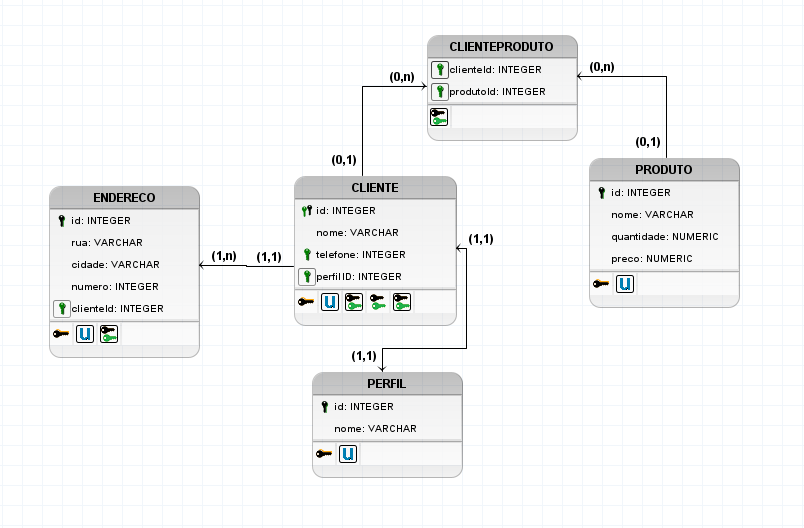 CLIENTEPRODUTO
clienteId: INTEGER
produtoId: INTEGER
(0,n)
(0,n)
(0,1)
(0,1)
CLIENTE
id: INTEGER
nome: VARCHAR
telefone: INTEGER
perfilID: INTEGER
U
PRODUTO
id: INTEGER
nome: VARCHAR
quantidade: NUMERIC
preco: NUMERIC
U
ENDERECO
id: INTEGER
rua: VARCHAR
cidade: VARCHAR
numero: INTEGER
clienteId: INTEGER
U
(1,n)
(1,1)
(1,1)
(1,1)
PERFIL
id: INTEGER
nome: VARCHAR
U